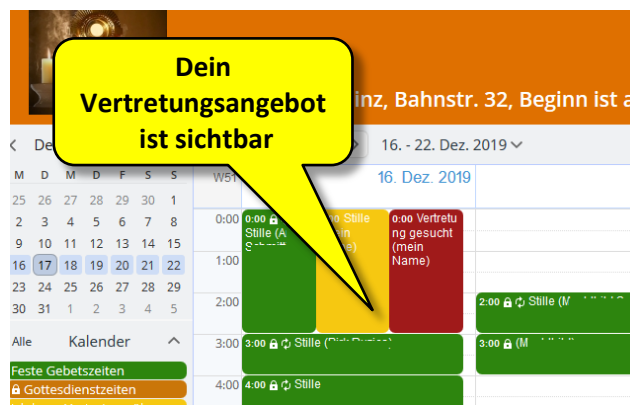 Dein
Vertretungsangebot
ist sichtbar
inz, Bahnstr. 32, Beginn ist a
De
16. - 22. Dez. 2019
M D M D F S S
25 26 27 28 29 30 1
2 3 4 5 6 7 8
9 10 11 12 13 14 15
16 17 18 19 20 21 22
23 24 25 26 27 28 29
30 31 1 2 3 4 5
Alle Kalender
Feste Gebetszeiten
Gottesdienstzeiten
W51
16. Dez. 2019
0:00
1:00
2:00
3:00
4:00
0:00
Stille (A
Stille
0:00 Vertretu
ng gesucht
(mein
Name)
2:00 Stille (M
3:00 Stille
3:00 (M
4:00 Stille